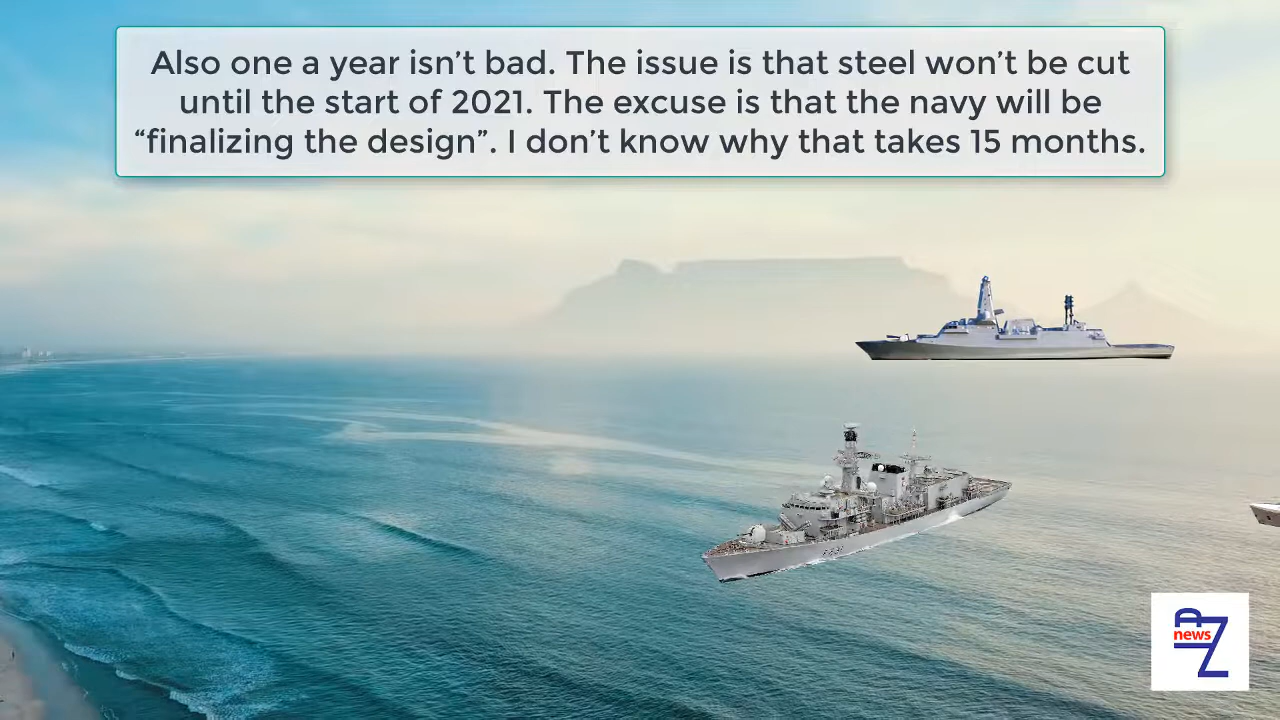 Also one a year isn’t bad. The issue is that steel won’t be cut
until the start of 2021. The excuse is that the navy will be
“finalizing the design”. I don’t know why that takes 15 months.
AZ
news